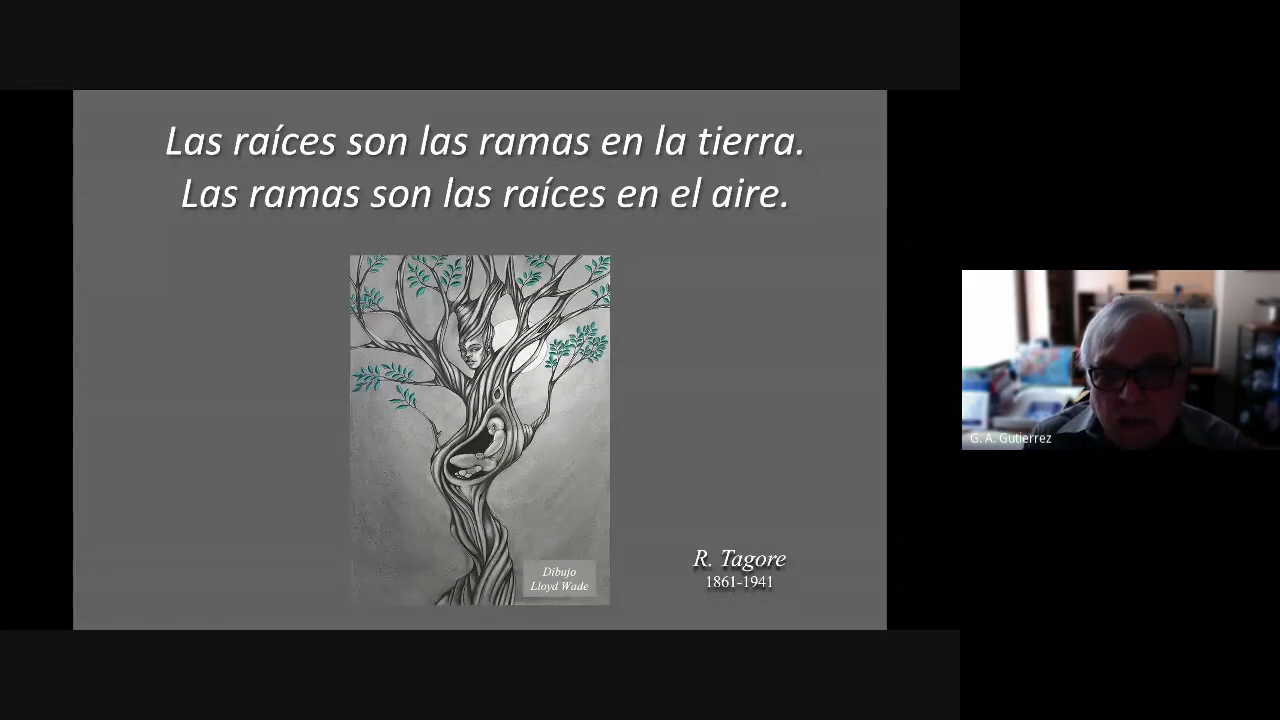 Las raíces son las ramas en la tierra.
Las ramas son las raíces en el aire.
Dibujo
Lloyd Wade
R. Tagore
1861-1941
G. A. Gutierrez